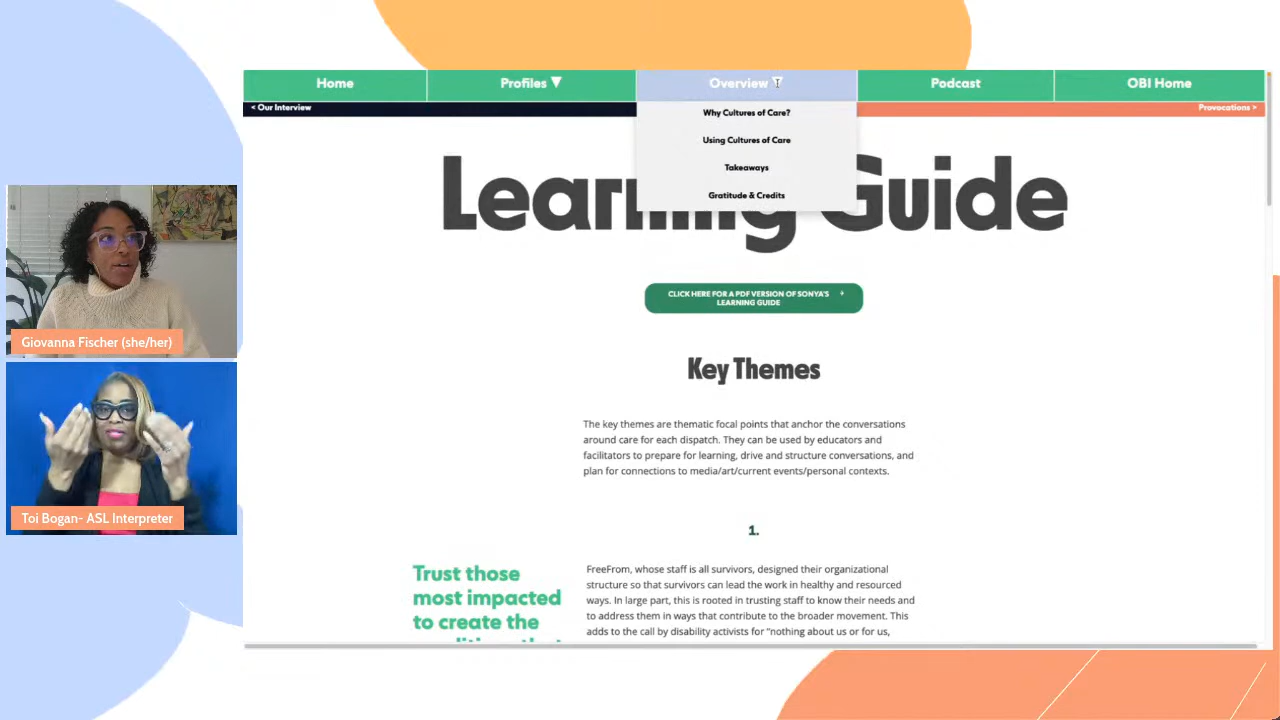 Home
Profiles ▼
Overview ▼
Podcast
OBI Home
< Our Interview
Provocations >
Why Cultures of Care?
Using Cultures of Care
Takeaways
Gratitude & Credits
Learning Guide
CLICK HERE FOR A PDF VERSION OF SONYA'S
LEARNING GUIDE
Key Themes
The key themes are thematic focal points that anchor the conversations
around care for each dispatch. They can be used by educators and
facilitators to prepare for learning, drive and structure conversations, and
plan for connections to media/art/current events/personal contexts.
1.
Trust those
most impacted
to create the
FreeFrom, whose staff is all survivors, designed their organizational
structure so that survivors can lead the work in healthy and resourced
ways. In large part, this is rooted in trusting staff to know their needs and
to address them in ways that contribute to the broader movement. This
adds to the call by disability activists for "nothing about us or for us,
Giovanna Fischer (she/her)
Toi Bogan- ASL Interpreter